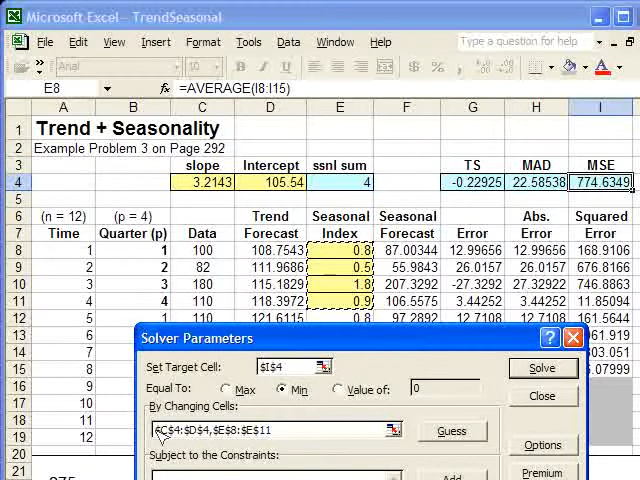 Microsoft Excel - TrendSeasonal
File Edit View Insert Format Tools Data Window Help Type a question for help
Arial
E8 fx =AVERAGE(I8:I15)
A B C D E F G H I
1 Trend + Seasonality
2 Example Problem 3 on Page 292
3 slope Intercept ssnl sum TS MAD MSE
4 3.2143 105.54 4 -0.22925 22.58538 774.6349
5
6 (n = 12) (p = 4) Trend Seasonal Seasonal Abs. Squared
7 Time Quarter (p) Data Forecast Index Forecast Error Error Error
8 1 1 100 108.7543 0.8 87.00344 12.99656 12.99656 168.9106
9 2 2 82 111.9686 0.5 55.9843 26.0157 26.0157 676.8166
10 3 3 180 115.1829 1.8 207.3292 -27.3292 27.32922 746.8863
11 4 4 110 118.3972 0.9 106.5575 3.44252 3.44252 11.85094
12 5 1 110 121.6115 0.8 97.2892 12.7108 12.7108 161.5644
13 6 061.919
14 7 303.051
15 8 5.07999
16 9
17 10
18 11
19 12
20
21
Solver Parameters
Set Target Cell: $I$4 Solve
Equal To: Max Min Value of: 0 Close
By Changing Cells:
$C$4:$D$4,$E$8:$E$11 Guess
Subject to the Constraints: Options
Add Premium